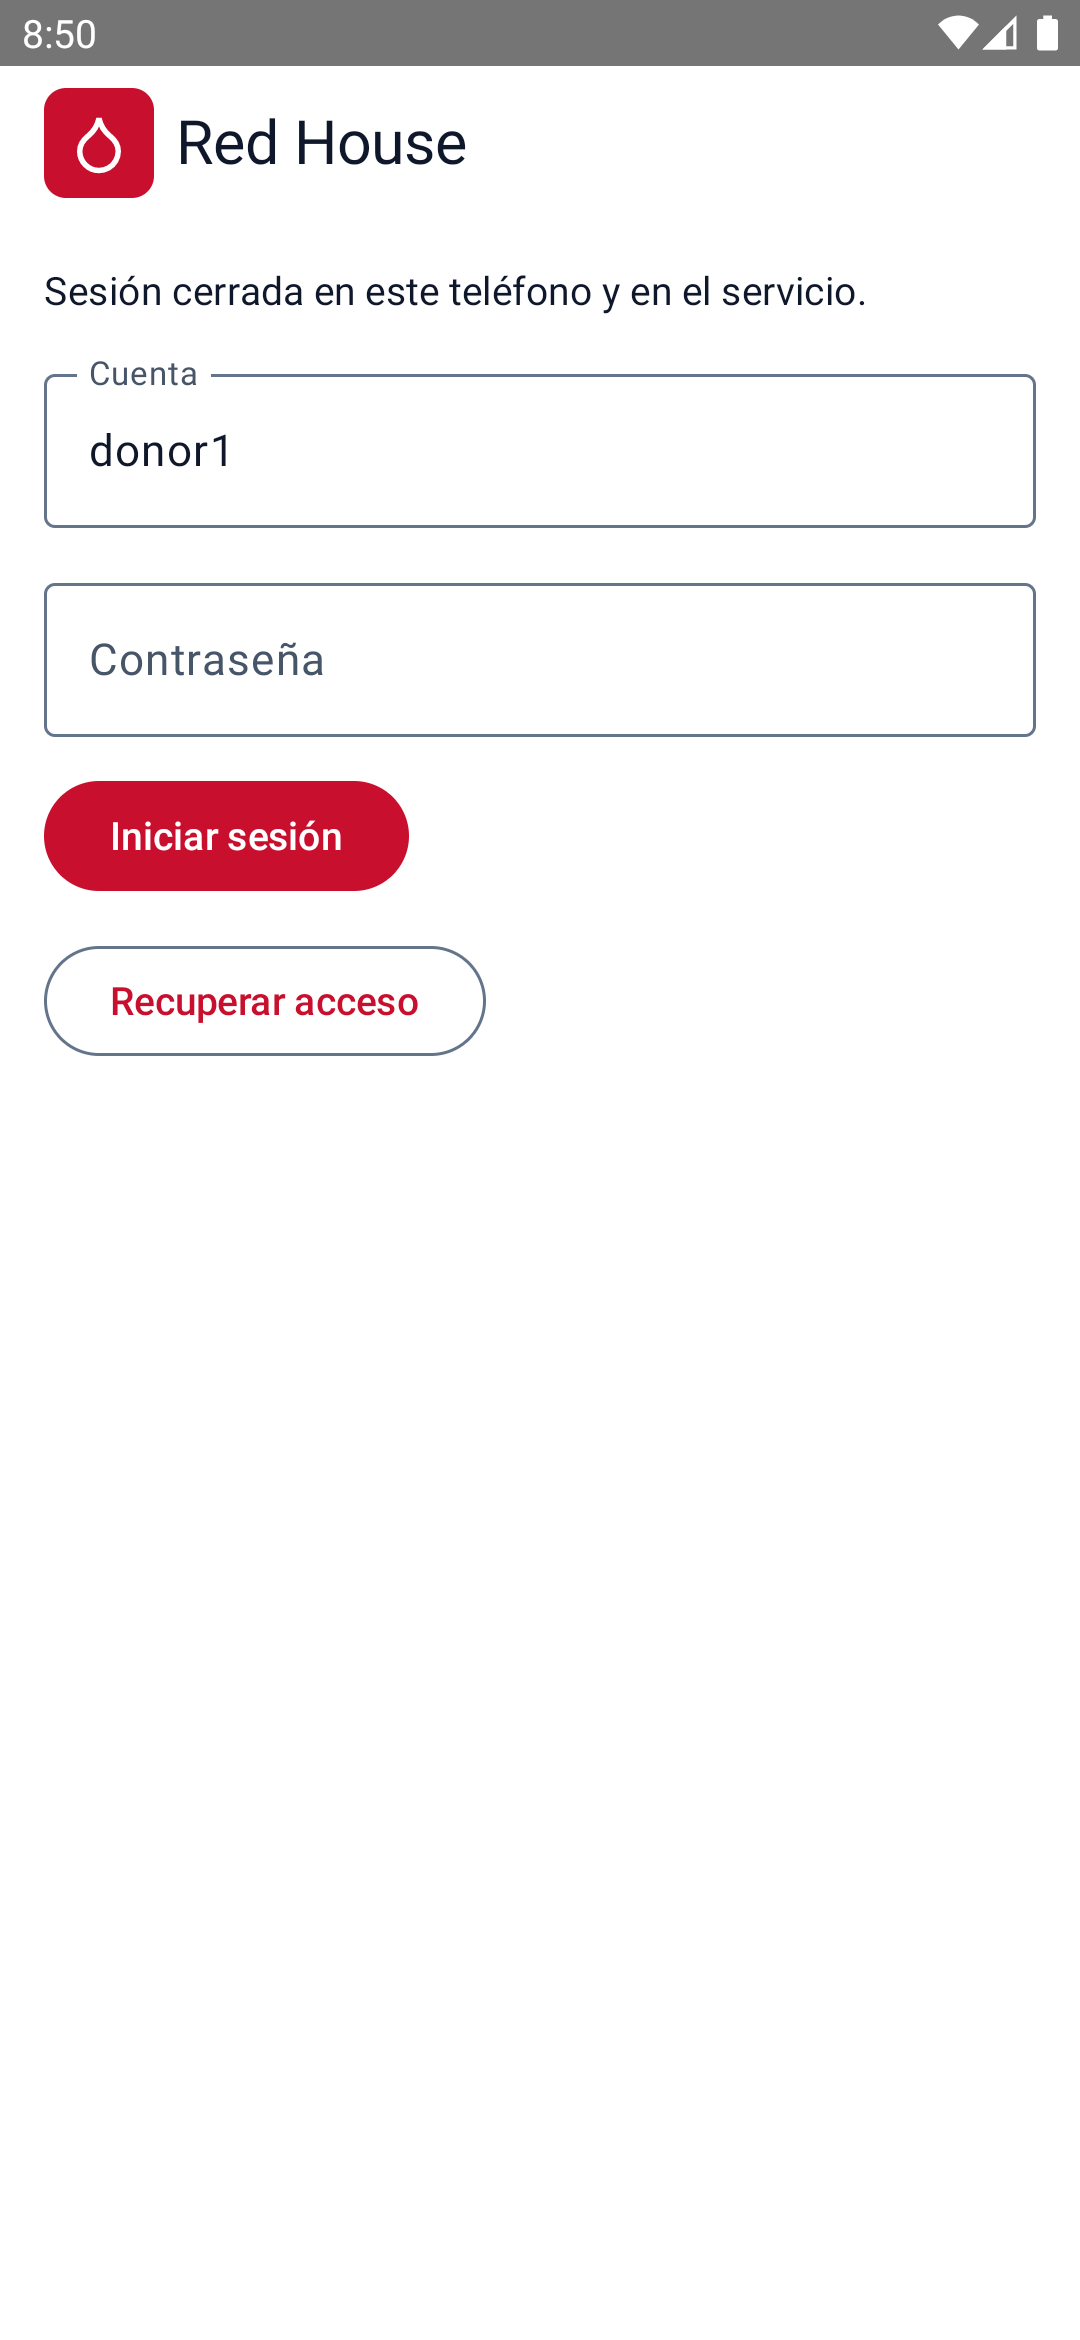 8:50
Red House
Sesión cerrada en este teléfono y en el servicio.
Cuenta
donor1
Contraseña
Iniciar sesión
Recuperar acceso